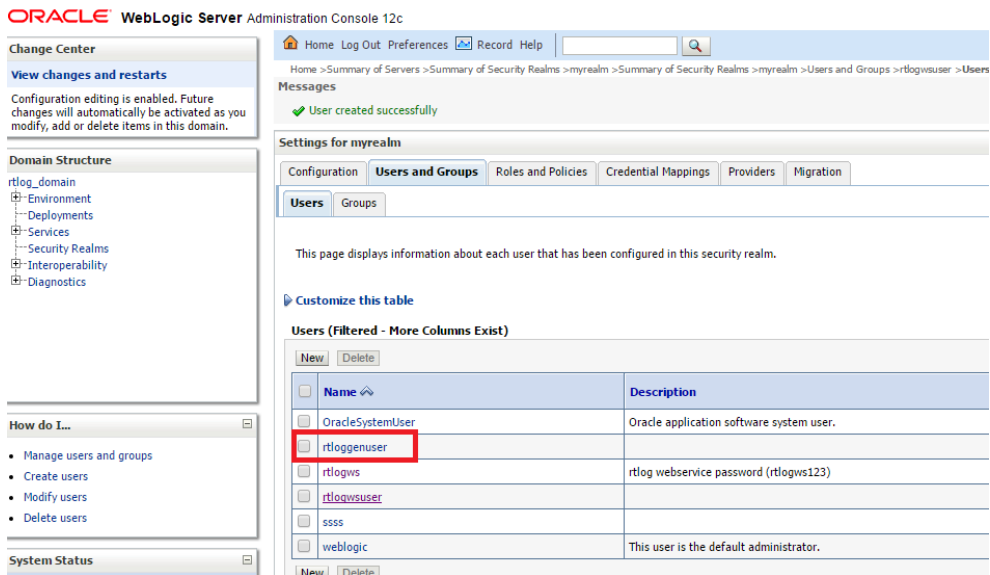 ORACLE WebLogic Server Administration Console 12c
Change Center
View changes and restarts
Configuration editing is enabled. Future
changes will automatically be activated as you
modify, add or delete items in this domain.
Domain Structure
rtlog_domain
Environment
Deployments
Services
Security Realms
Interoperability
Diagnostics
How do I...
Manage users and groups
Create users
Modify users
Delete users
System Status
Home Log Out Preferences Record Help
Home >Summary of Servers >Summary of Security Realms >myrealm >Summary of Security Realms >myrealm >Users and Groups >rtlogwsuser >Users
Messages
User created successfully
Settings for myrealm
Configuration Users and Groups Roles and Policies Credential Mappings Providers Migration
Users Groups
This page displays information about each user that has been configured in this security realm.
Customize this table
Users (Filtered - More Columns Exist)
New Delete
Name Description
OracleSystemUser Oracle application software system user.
rtloggenuser
rtlogws rtlog webservice password (rtlogws123)
rtlogwsuser
ssss
weblogic This user is the default administrator.
New Delete